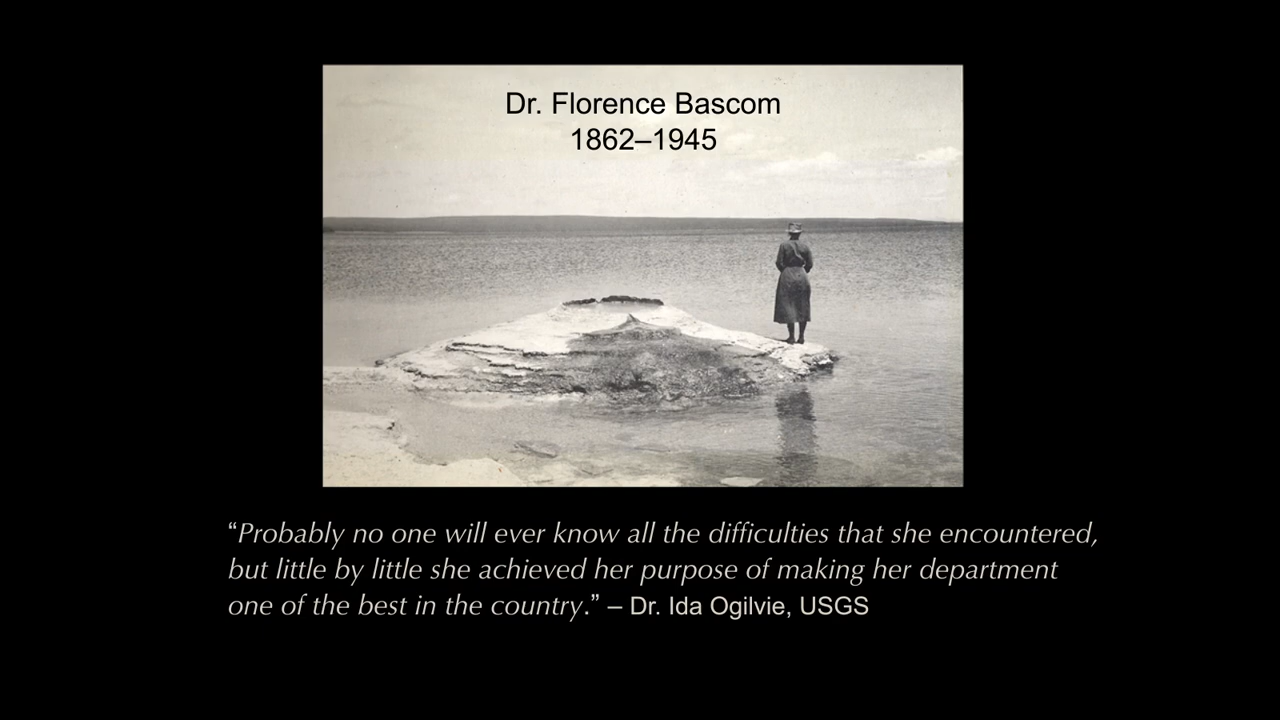 Dr. Florence Bascom
1862–1945
“Probably no one will ever know all the difficulties that she encountered,
but little by little she achieved her purpose of making her department
one of the best in the country.” – Dr. Ida Ogilvie, USGS